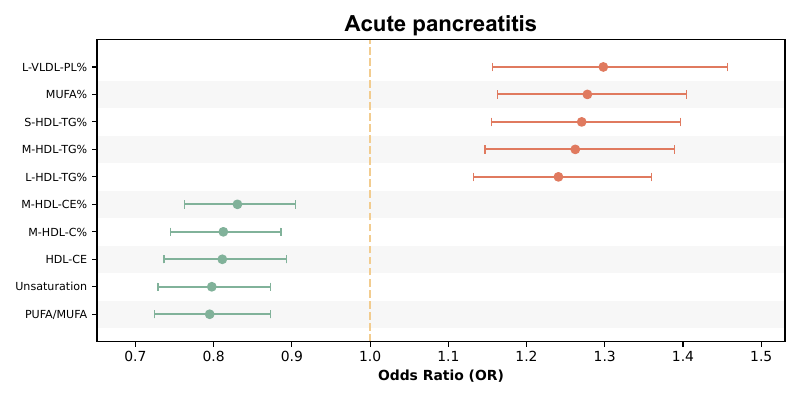 Acute pancreatitis
L-VLDL-PL%
MUFA%
S-HDL-TG%
M-HDL-TG%
L-HDL-TG%
M-HDL-CE%
M-HDL-C%
HDL-CE
Unsaturation
PUFA/MUFA
0.7 0.8 0.9 1.0 1.1 1.2 1.3 1.4 1.5
Odds Ratio (OR)